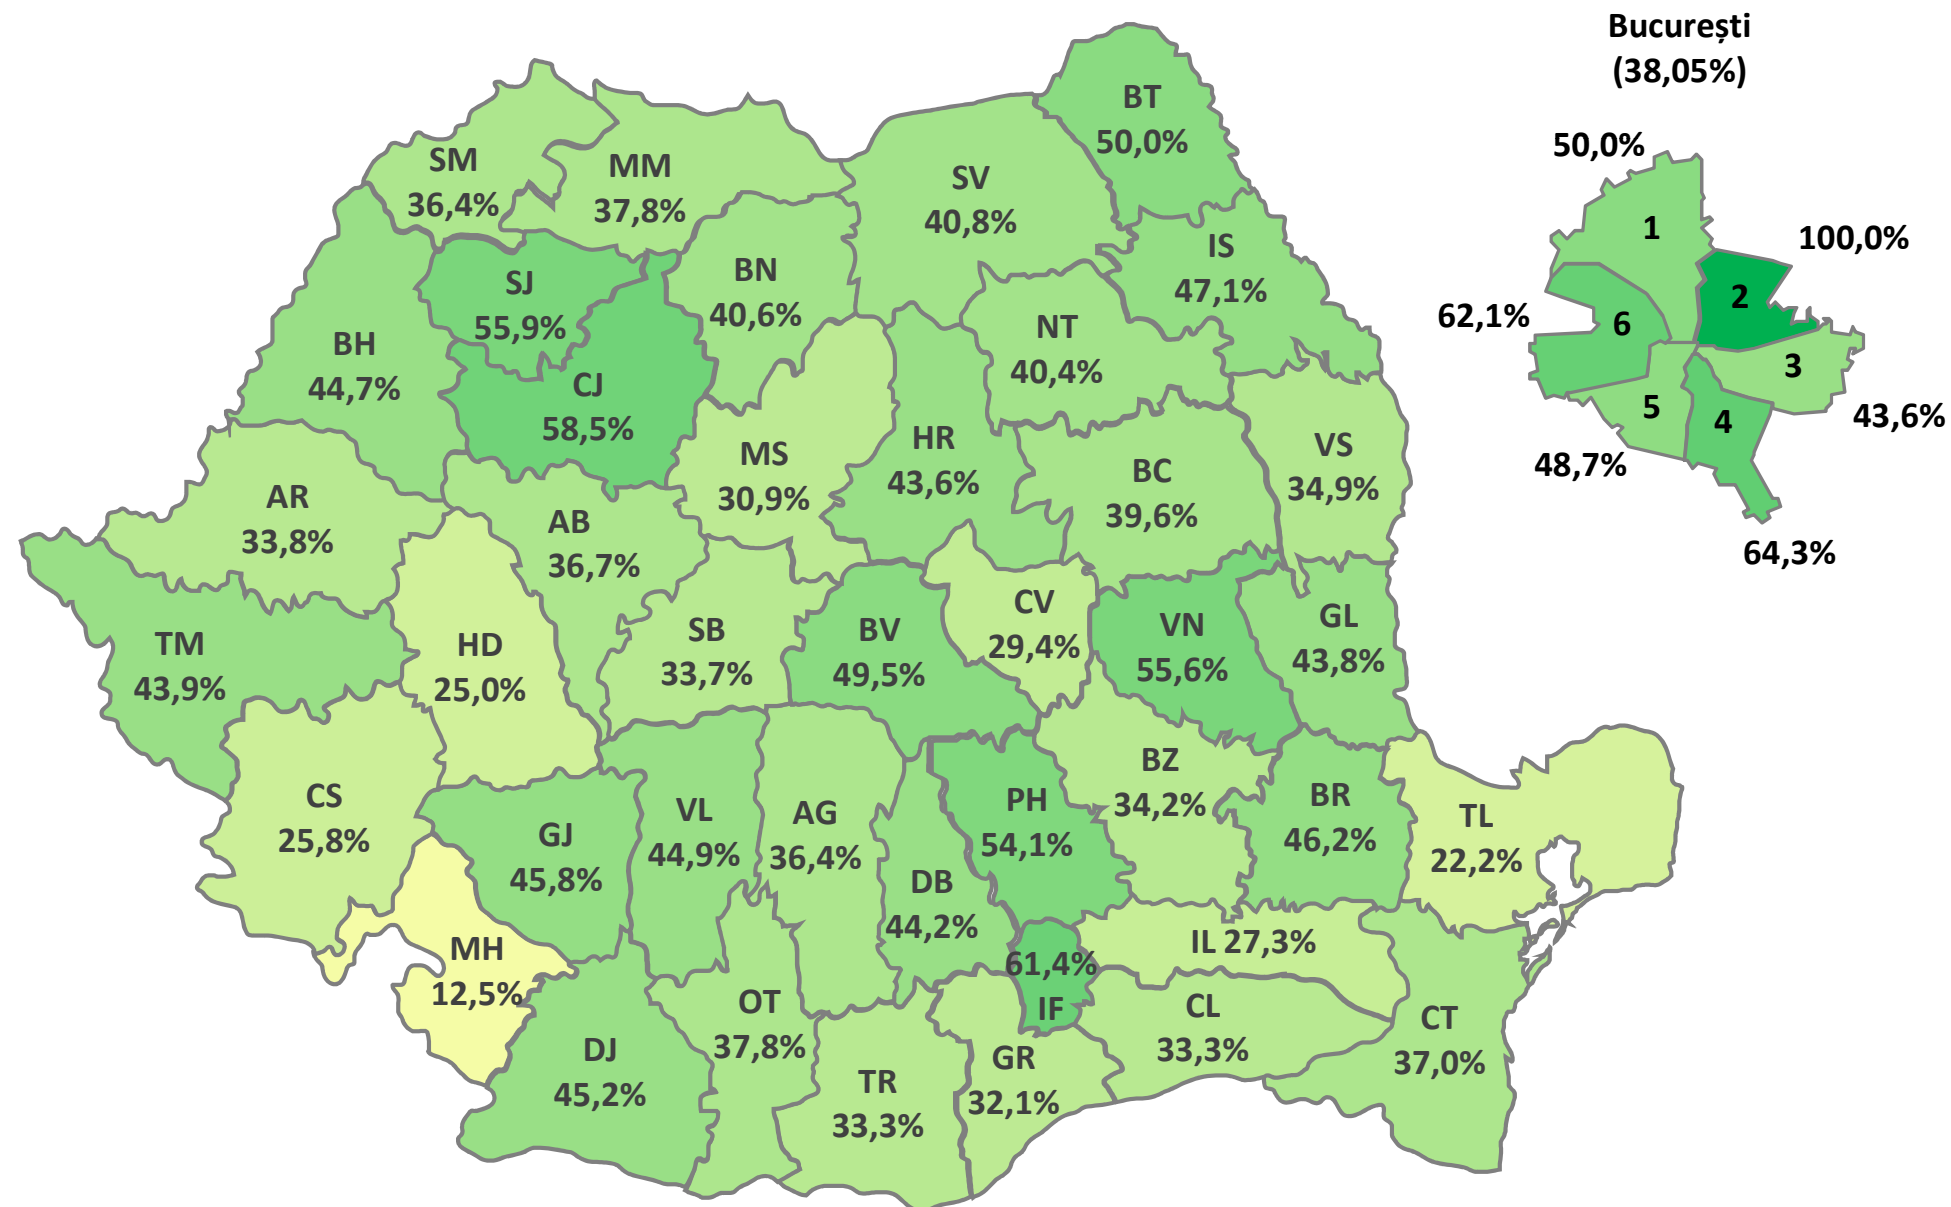 București
(38,05%)
50,0%
1
100,0%
2
62,1%
6
3
43,6%
5
4
48,7%
64,3%
BT
50,0%
SM
36,4%
MM
37,8%
SV
40,8%
IS
47,1%
SJ
55,9%
BN
40,6%
NT
40,4%
BH
44,7%
CJ
58,5%
HR
43,6%
MS
30,9%
BC
39,6%
VS
34,9%
AR
33,8%
AB
36,7%
TM
43,9%
HD
25,0%
SB
33,7%
BV
49,5%
CV
29,4%
VN
55,6%
GL
43,8%
CS
25,8%
GJ
45,8%
VL
44,9%
AG
36,4%
PH
54,1%
BZ
34,2%
BR
46,2%
TL
22,2%
DB
44,2%
MH
12,5%
61,4%
IF
IL 27,3%
OT
37,8%
CL
33,3%
CT
37,0%
DJ
45,2%
TR
33,3%
GR
32,1%